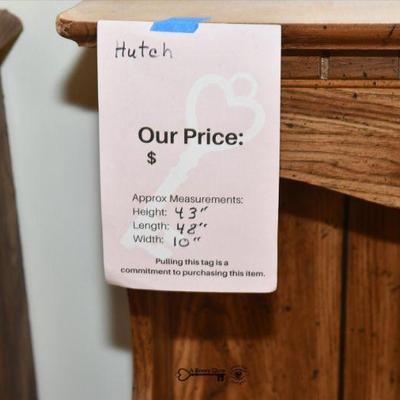 Hutch
Our Price:
$
Approx Measurements:
Height: 43"
Length: 48"
Width: 10"
Pulling this tag is a
commitment to purchasing this item.